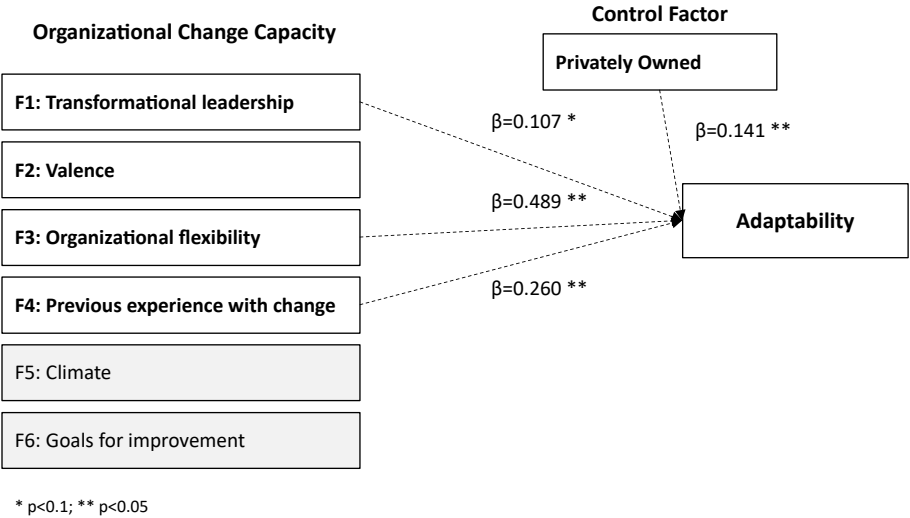 Organizational Change Capacity
Control Factor
Privately Owned
F1: Transformational leadership
F2: Valence
F3: Organizational flexibility
F4: Previous experience with change
F5: Climate
F6: Goals for improvement
β=0.107 *
β=0.141 **
β=0.489 **
β=0.260 **
Adaptability
* p<0.1; ** p<0.05